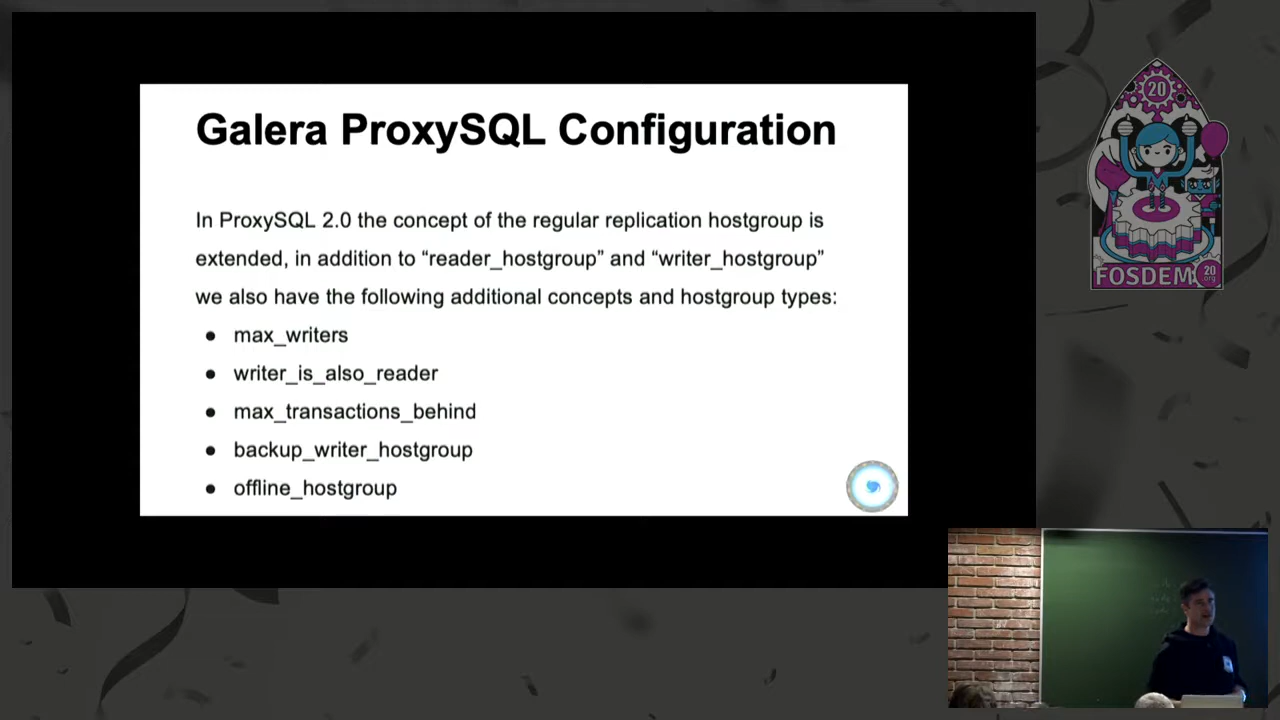 Galera ProxySQL Configuration
In ProxySQL 2.0 the concept of the regular replication hostgroup is
extended, in addition to “reader_hostgroup” and “writer_hostgroup”
we also have the following additional concepts and hostgroup types:
● max_writers
● writer_is_also_reader
● max_transactions_behind
● backup_writer_hostgroup
● offline_hostgroup
20
FOSDEM
20
.org